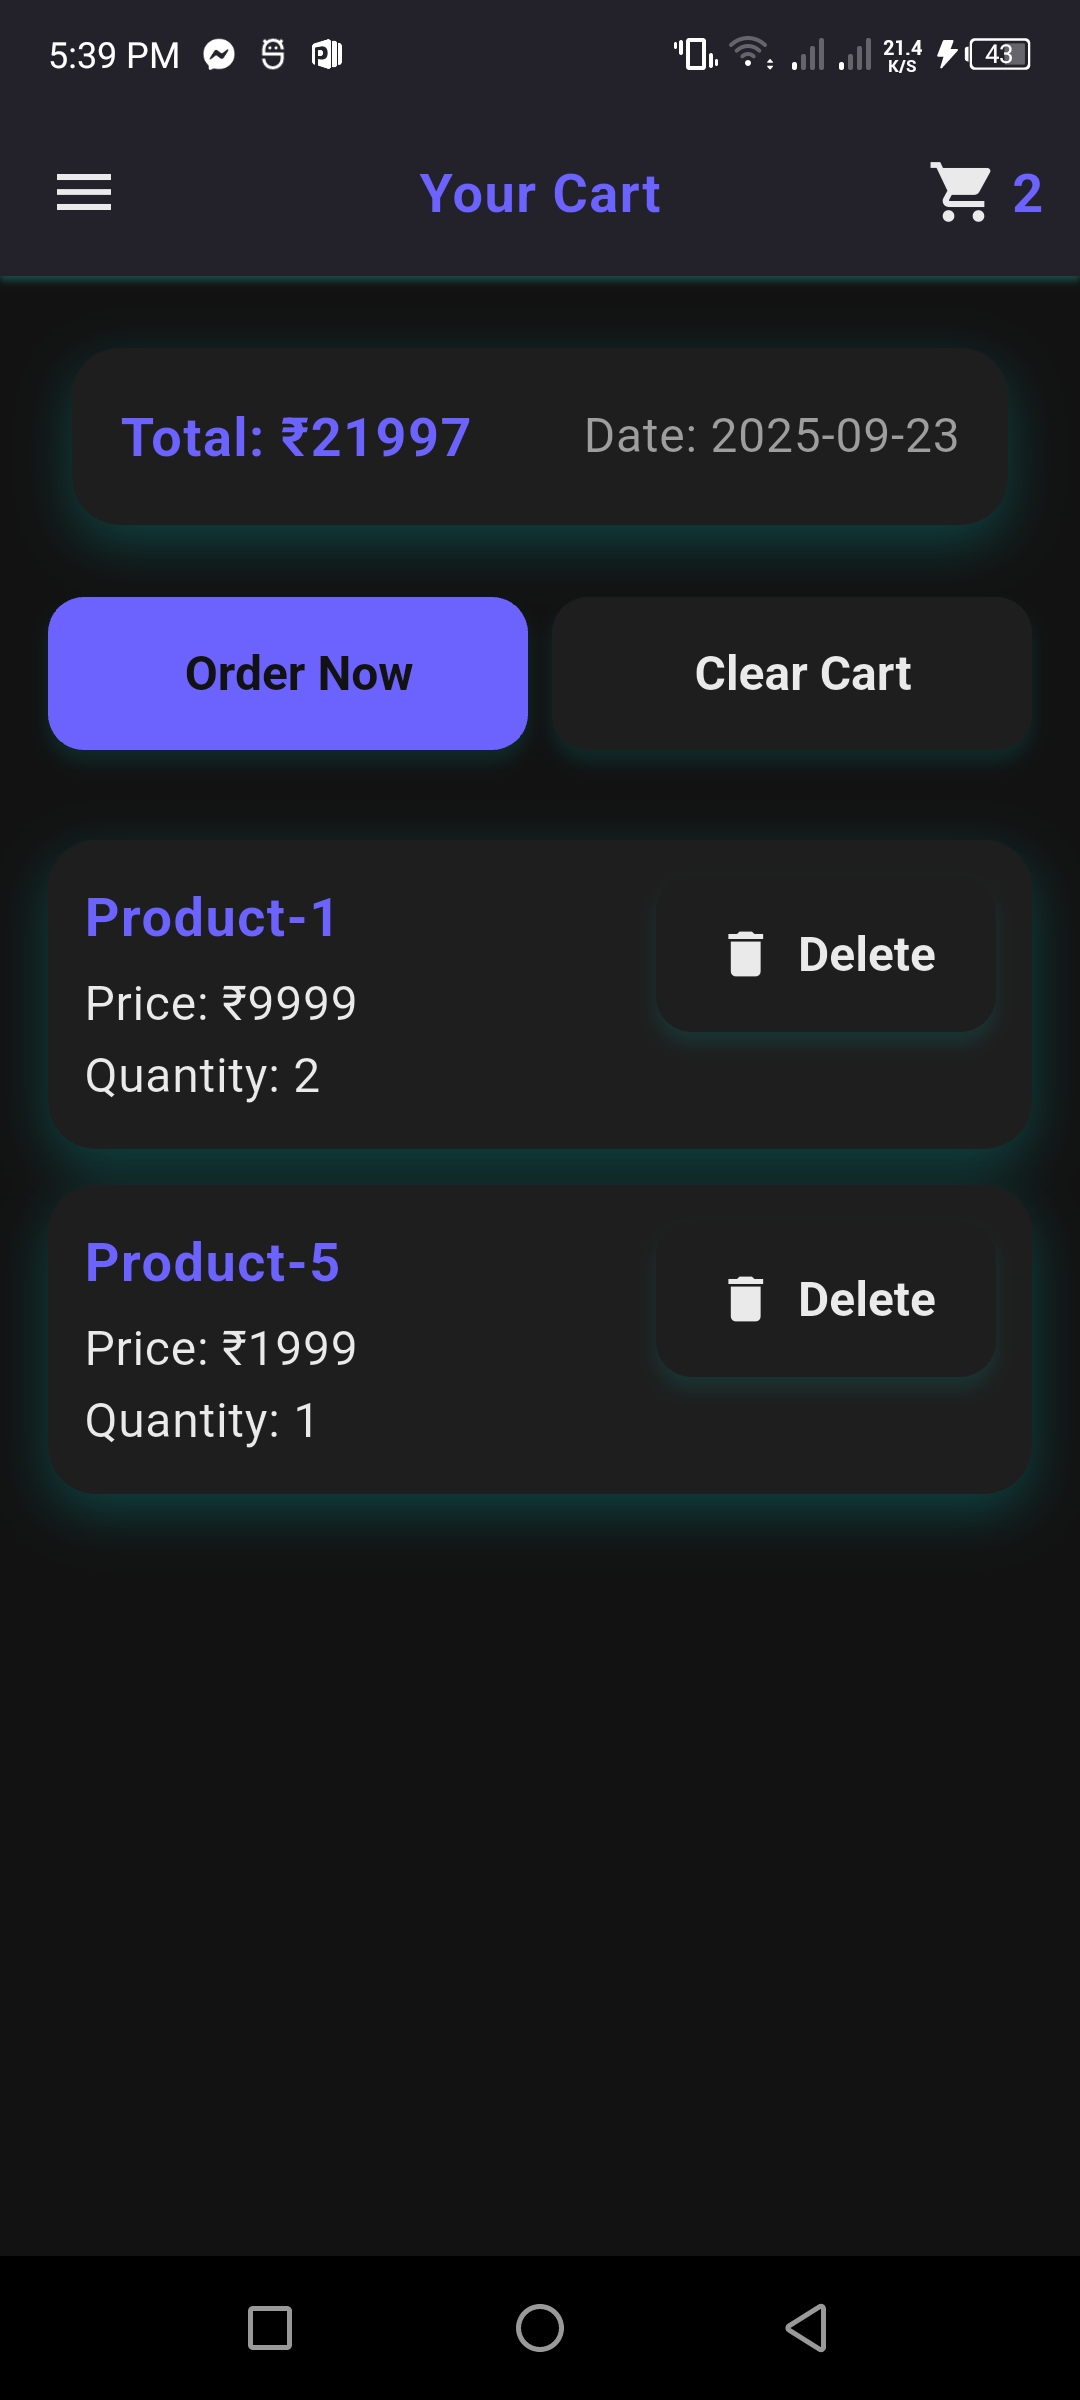 5:39 PM
21.4
K/S
43
Your Cart
2
Total: ₹21997
Date: 2025-09-23
Order Now
Clear Cart
Product-1
Delete
Price: ₹9999
Quantity: 2
Product-5
Delete
Price: ₹1999
Quantity: 1